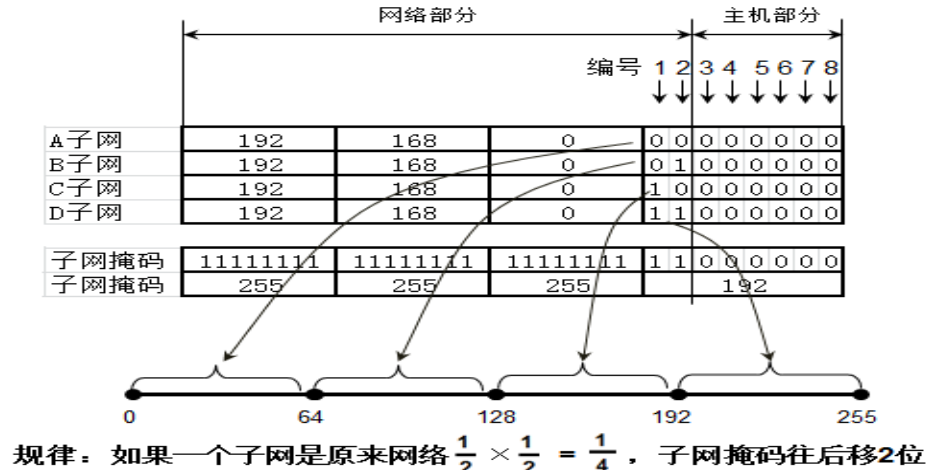 网络部分 主机部分
编号 1 2 3 4 5 6 7 8
A子网 192 168 0 0 0 0 0 0 0 0 0
B子网 192 168 0 0 1 0 0 0 0 0 0
C子网 192 168 0 1 0 0 0 0 0 0 0
D子网 192 168 0 1 1 0 0 0 0 0 0
子网掩码 11111111 11111111 11111111 1 1 0 0 0 0 0 0
子网掩码 255 255 255 192
0 64 128 192 255
规律：如果一个子网是原来网络 1/2 × 1/2 = 1/4 ，子网掩码往后移2位